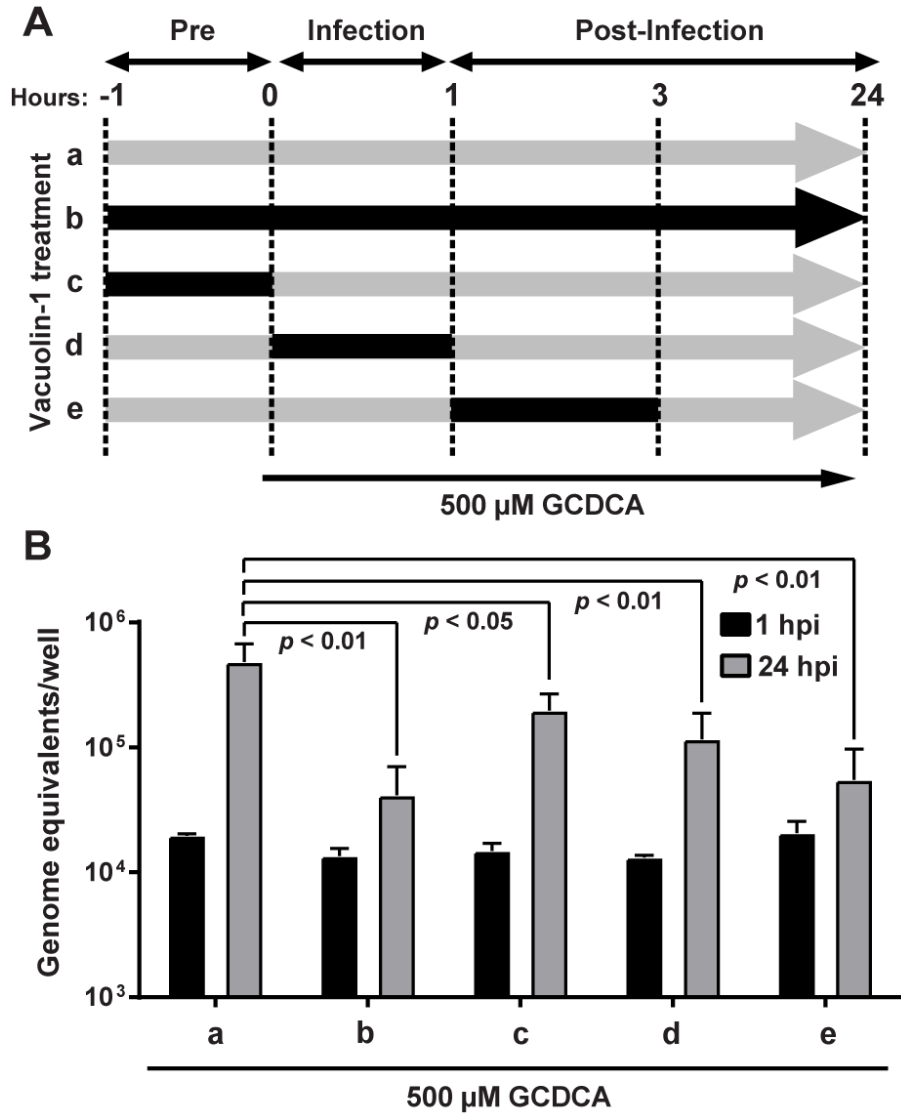 A
Pre Infection Post-Infection
Hours: -1 0 1 3 24
Vacuolin-1 treatment
a
b
c
d
e
500 µM GCDCA
B
Genome equivalents/well
10⁶
10⁵
10⁴
10³
p < 0.01
p < 0.05
p < 0.01
p < 0.01
1 hpi
24 hpi
a b c d e
500 µM GCDCA